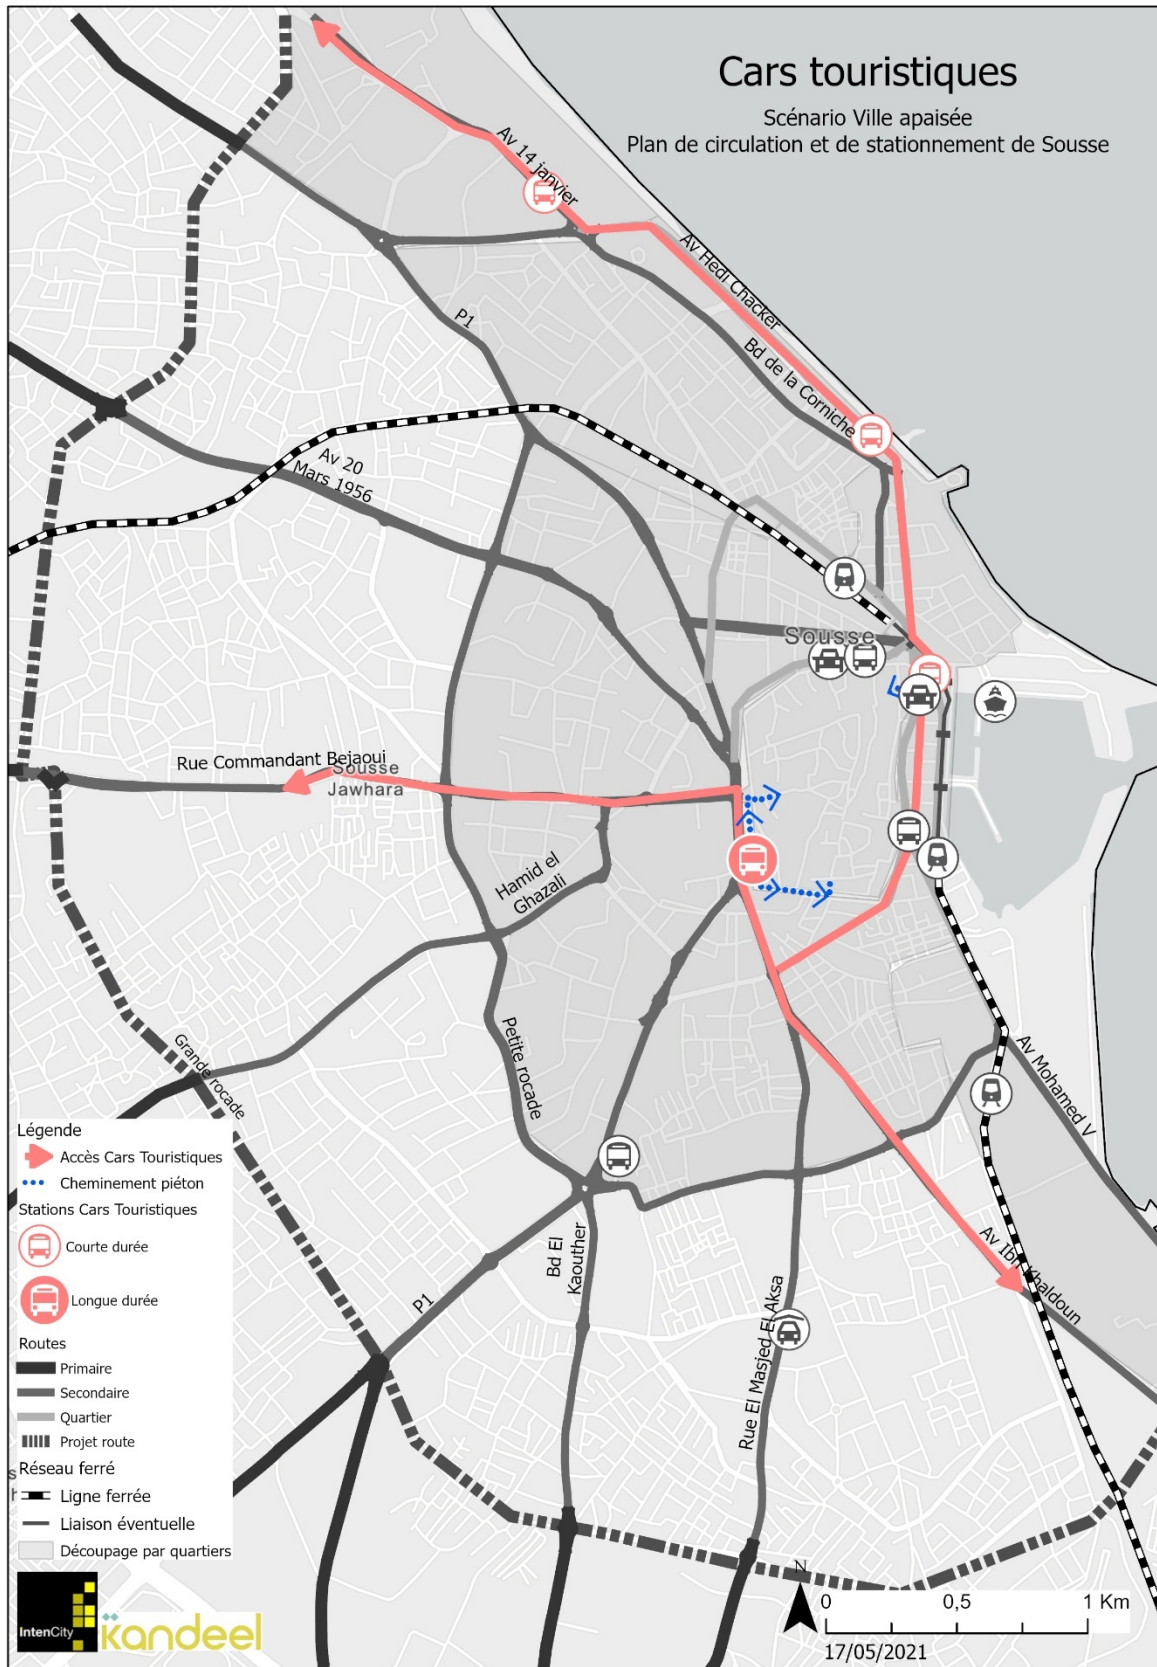 Cars touristiques
Scénario Ville apaisée
Plan de circulation et de stationnement de Sousse
Av 14 janvier
Av Hedi Chacker
P1
Bd de la Corniche
Av 20
Mars 1956
Sousse
Rue Commandant Bejaoui
Sousse
Jawhara
Hamid el
Ghazali
Petite rocade
Grande rocade
Av Mohamed V
Av Ibn Khaldoun
Bd El
Kaouther
P1
Rue El Masjed El Aksa
Légende
Accès Cars Touristiques
Cheminement piéton
Stations Cars Touristiques
Courte durée
Longue durée
Routes
Primaire
Secondaire
Quartier
Projet route
Réseau ferré
Ligne ferrée
Liaison éventuelle
Découpage par quartiers
IntenCity
kandeel
N
0 0,5 1 Km
17/05/2021